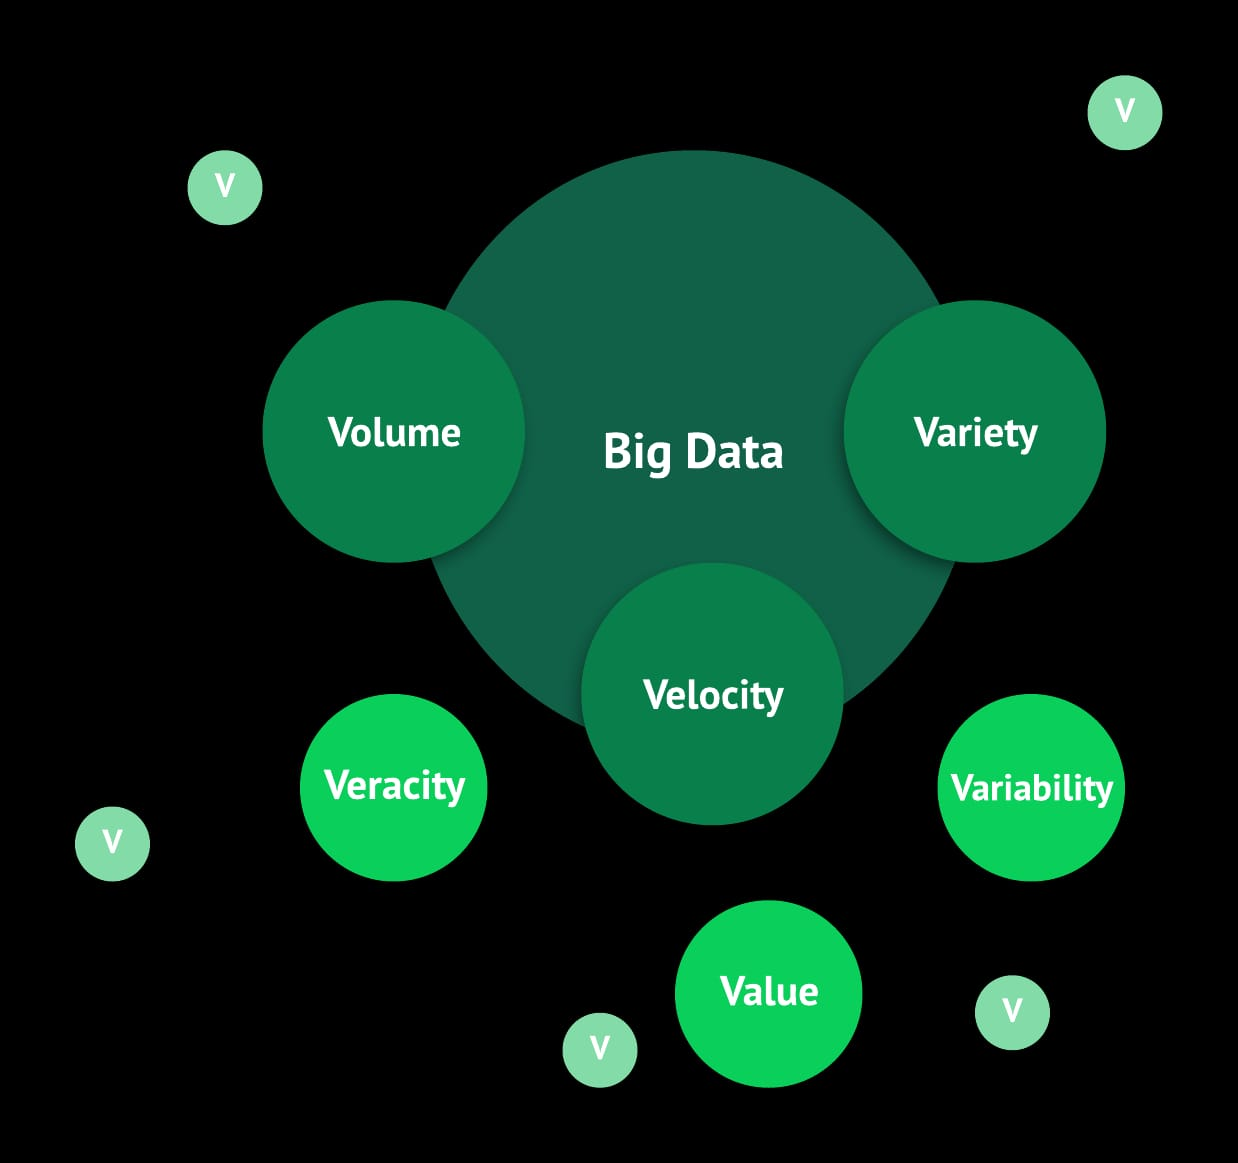 V
V
Volume
Big Data
Variety
Velocity
Veracity
Variability
V
Value
V
V